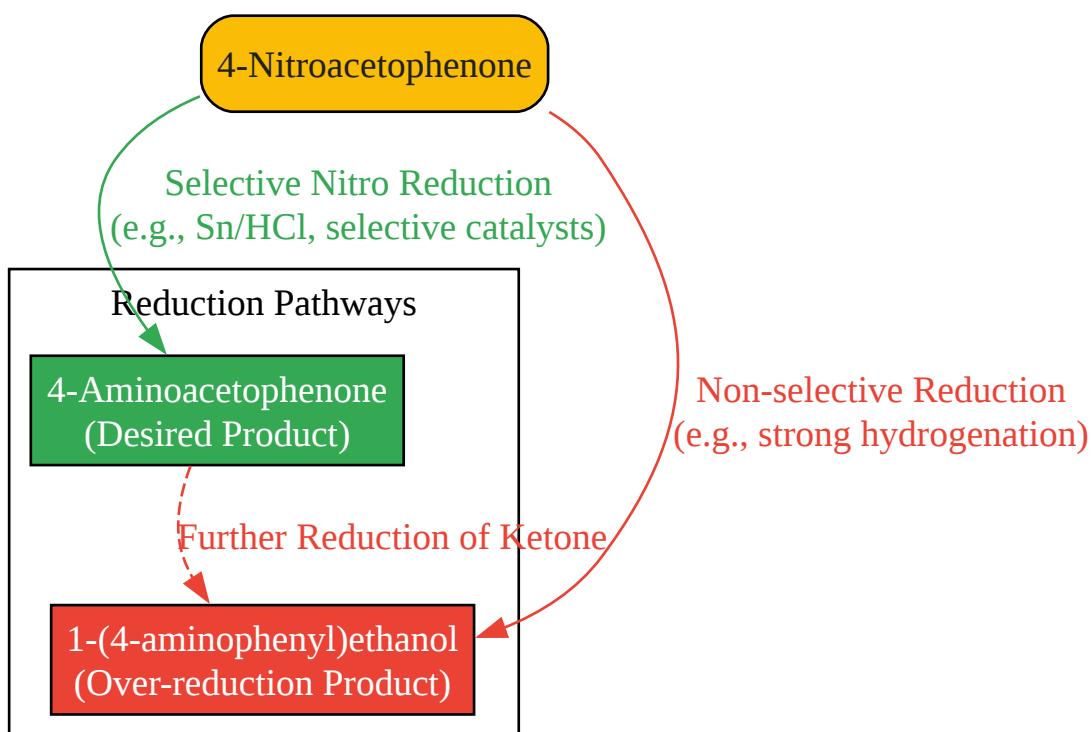 4-Nitroacetophenone
Selective Nitro Reduction
(e.g., Sn/HCl, selective catalysts)
Reduction Pathways
4-Aminoacetophenone
(Desired Product)
Non-selective Reduction
(e.g., strong hydrogenation)
Further Reduction of Ketone
1-(4-aminophenyl)ethanol
(Over-reduction Product)